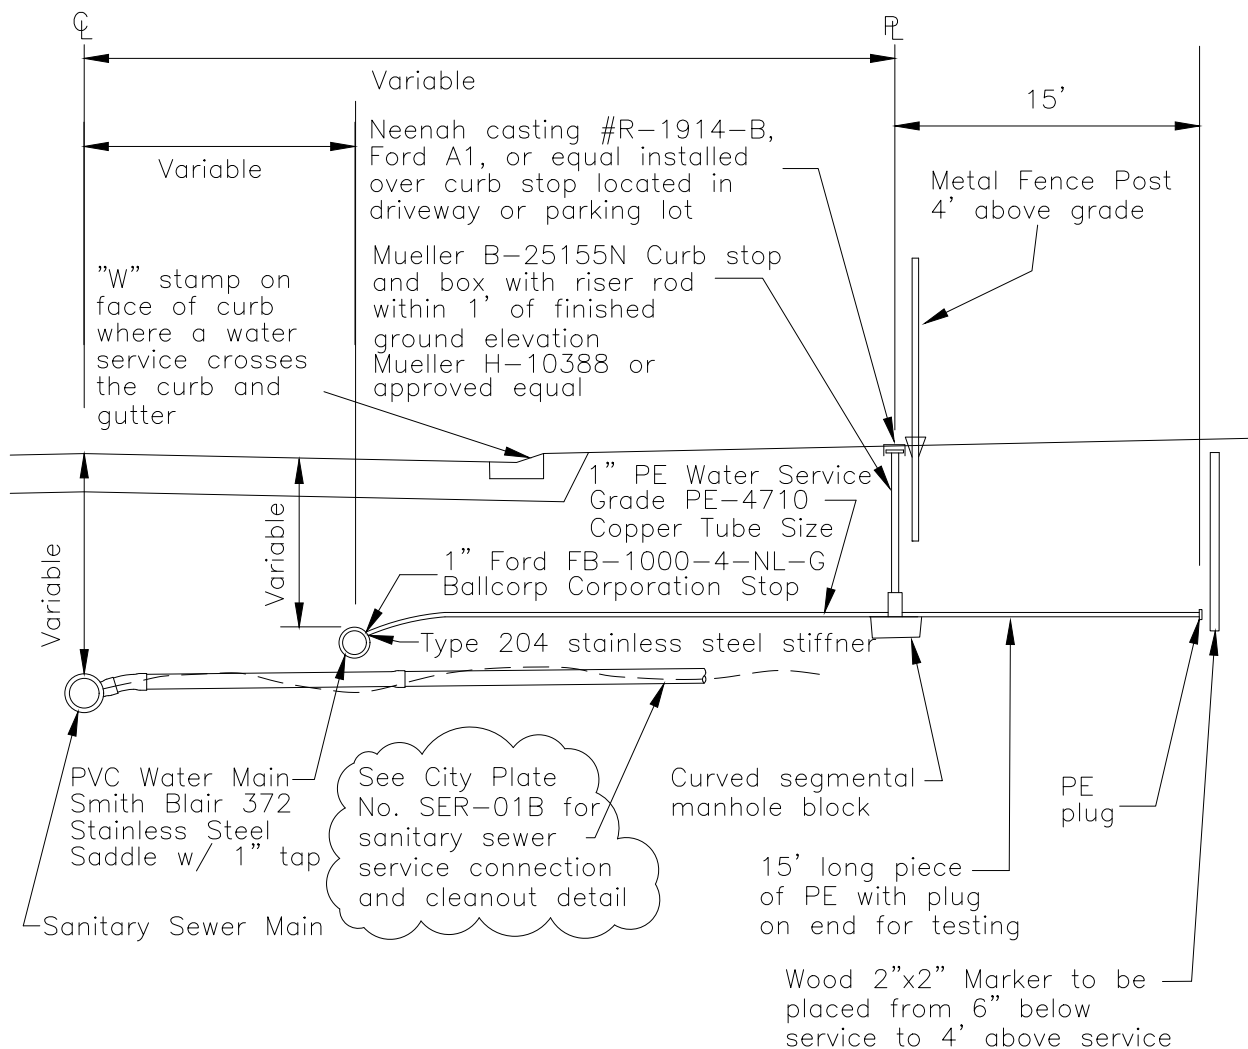 ℄
PL
Variable
15'
Variable
Neenah casting #R-1914-B,
Ford A1, or equal installed
over curb stop located in
driveway or parking lot
Metal Fence Post
4' above grade
Mueller B-25155N Curb stop
and box with riser rod
within 1' of finished
ground elevation
Mueller H-10388 or
approved equal
"W" stamp on
face of curb
where a water
service crosses
the curb and
gutter
1" PE Water Service
Grade PE-4710
Copper Tube Size
Variable
Variable
1" Ford FB-1000-4-NL-G
Ballcorp Corporation Stop
Type 204 stainless steel stiffner
PVC Water Main
Smith Blair 372
Stainless Steel
Saddle w/ 1" tap
See City Plate
No. SER-01B for
sanitary sewer
service connection
and cleanout detail
Curved segmental
manhole block
PE
plug
15' long piece
of PE with plug
on end for testing
Sanitary Sewer Main
Wood 2"x2" Marker to be
placed from 6" below
service to 4' above service